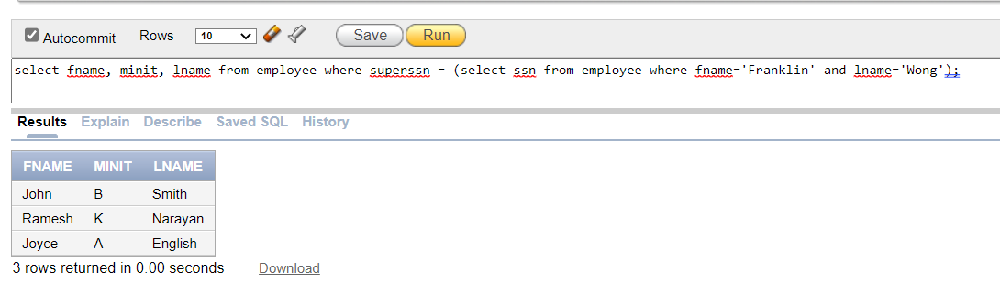 Autocommit Rows 10 Save Run
select fname, minit, lname from employee where superssn = (select ssn from employee where fname='Franklin' and lname='Wong');
Results Explain Describe Saved SQL History
FNAME MINIT LNAME
John B Smith
Ramesh K Narayan
Joyce A English
3 rows returned in 0.00 seconds Download